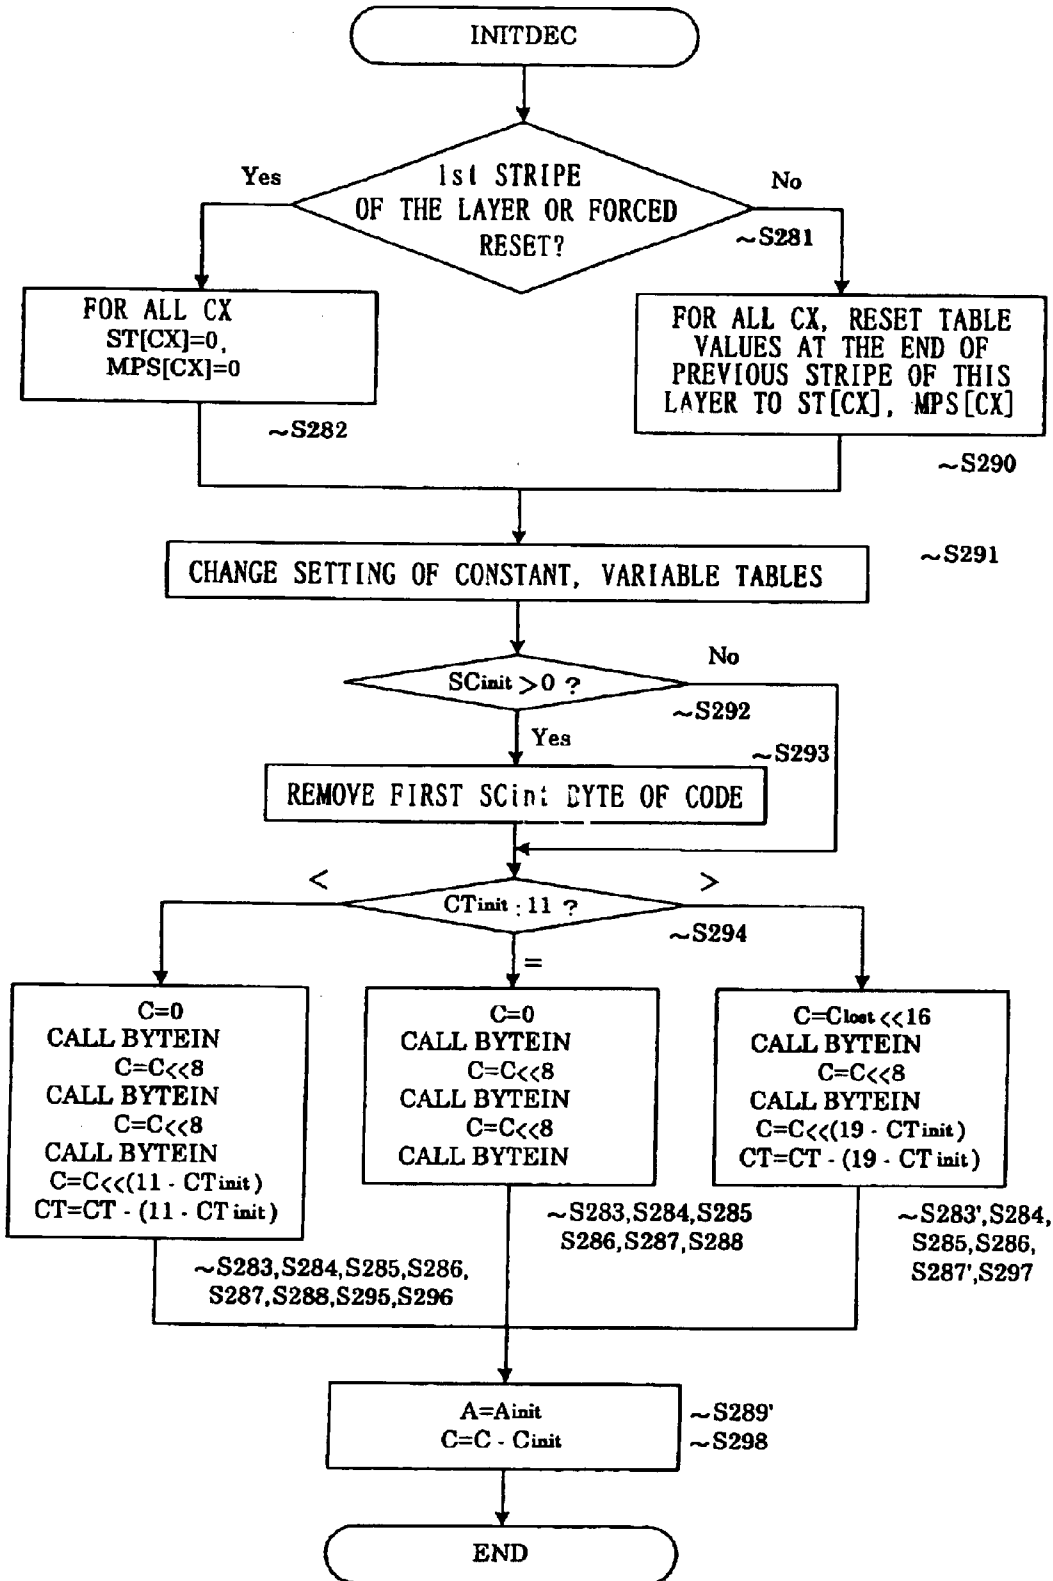 INITDEC
1st STRIPE
OF THE LAYER OR FORCED
RESET?
Yes
No
~S281
FOR ALL CX
ST[CX]=0,
MPS[CX]=0
~S282
FOR ALL CX, RESET TABLE
VALUES AT THE END OF
PREVIOUS STRIPE OF THIS
LAYER TO ST[CX], MPS[CX]
~S290
~S291
CHANGE SETTING OF CONSTANT, VARIABLE TABLES
SCinit >0 ?
No
~S292
Yes
~S293
REMOVE FIRST SCint BYTE OF CODE
<
>
CTinit : 11 ?
~S294
=
C=0
CALL BYTEIN
C=C<<8
CALL BYTEIN
C=C<<8
CALL BYTEIN
C=C<<(11 - CTinit)
CT=CT - (11 - CTinit)
~S283,S284,S285,S286,
S287,S288,S295,S296
C=0
CALL BYTEIN
C=C<<8
CALL BYTEIN
C=C<<8
CALL BYTEIN
~S283,S284,S285
S286,S287,S288
C=Clost <<16
CALL BYTEIN
C=C<<8
CALL BYTEIN
C=C<<(19 - CTinit)
CT=CT - (19 - CTinit)
~S283',S284,
S285,S286,
S287',S297
A=Ainit
C=C - Cinit
~S289'
~S298
END